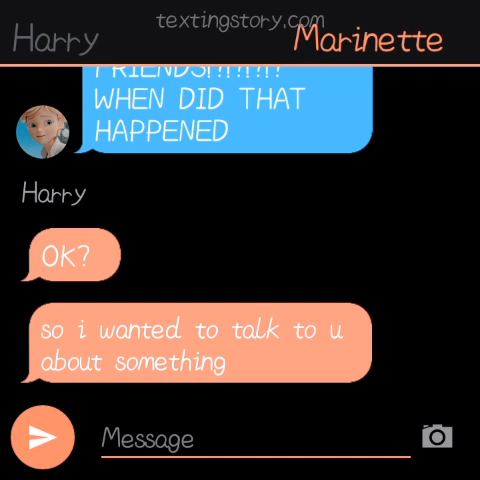 textingstory.com
Harry
Marinette
FRIENDS!?!?!?!?
WHEN DID THAT
HAPPENED
Harry
OK?
so i wanted to talk to u
about something
Message